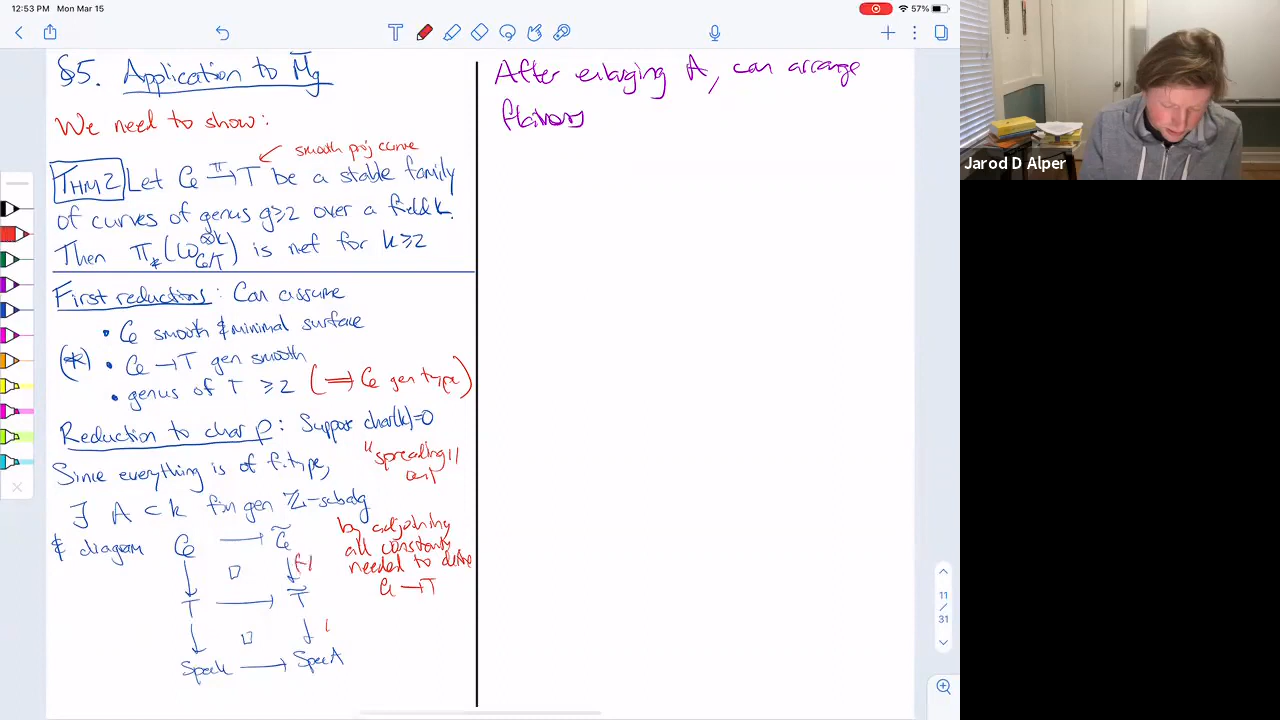 12:53 PM Mon Mar 15
57%
§5. Application to M̄g
We need to show:
smooth proj curve
THM 2 Let 𝒞 →^π T be a stable family
of curves of genus g≥2 over a field k.
Then π_*(ω_{𝒞/T}^{⊗k}) is nef for k≥2
First reductions: Can assume
• 𝒞 smooth & minimal surface
(*) • 𝒞 → T gen smooth
• genus of T ≥2 (⟹ 𝒞 gen type)
Reduction to char p: Suppose char(k)=0
Since everything is of f.type,
"spreading out"
∃ A ⊂ k fin gen ℤ-subalg
& diagram 𝒞 → 𝒞̃
by adjoining
all constants
needed to define
𝒞 → T
T → T̃
Spec k → Spec A
After enlarging A, can arrange
flatness
Jarod D Alper
11
/
31